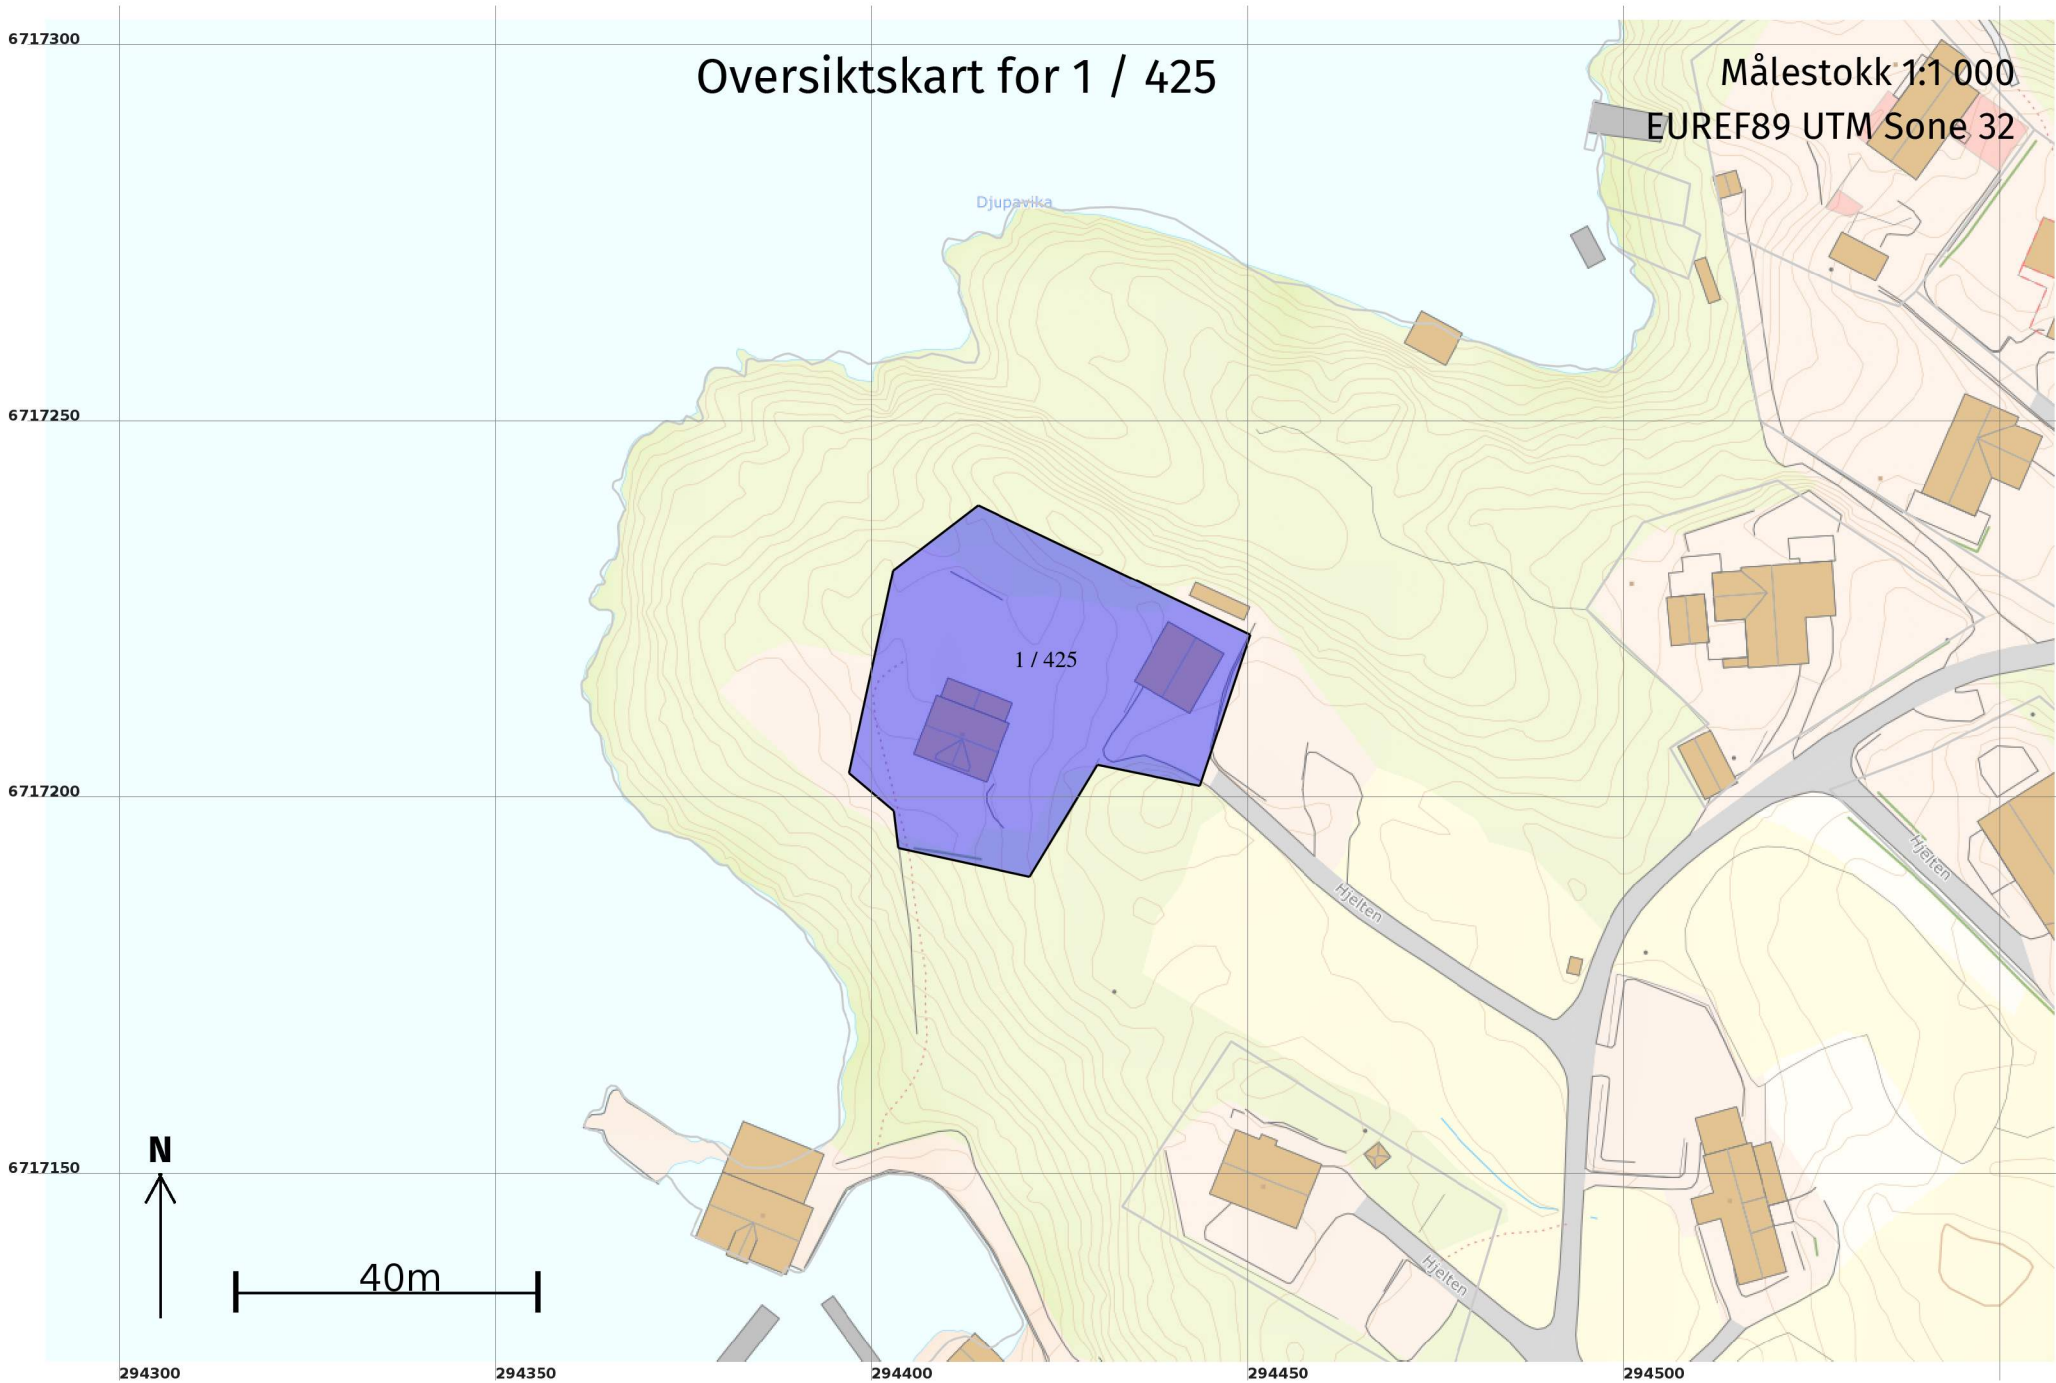 6717300
Oversiktskart for 1 / 425
Målestokk 1:1 000
EUREF89 UTM Sone 32
Djupavika
6717250
1 / 425
6717200
Hjelten
Hjelten
N
6717150
40m
Hjelten
294300
294350
294400
294450
294500